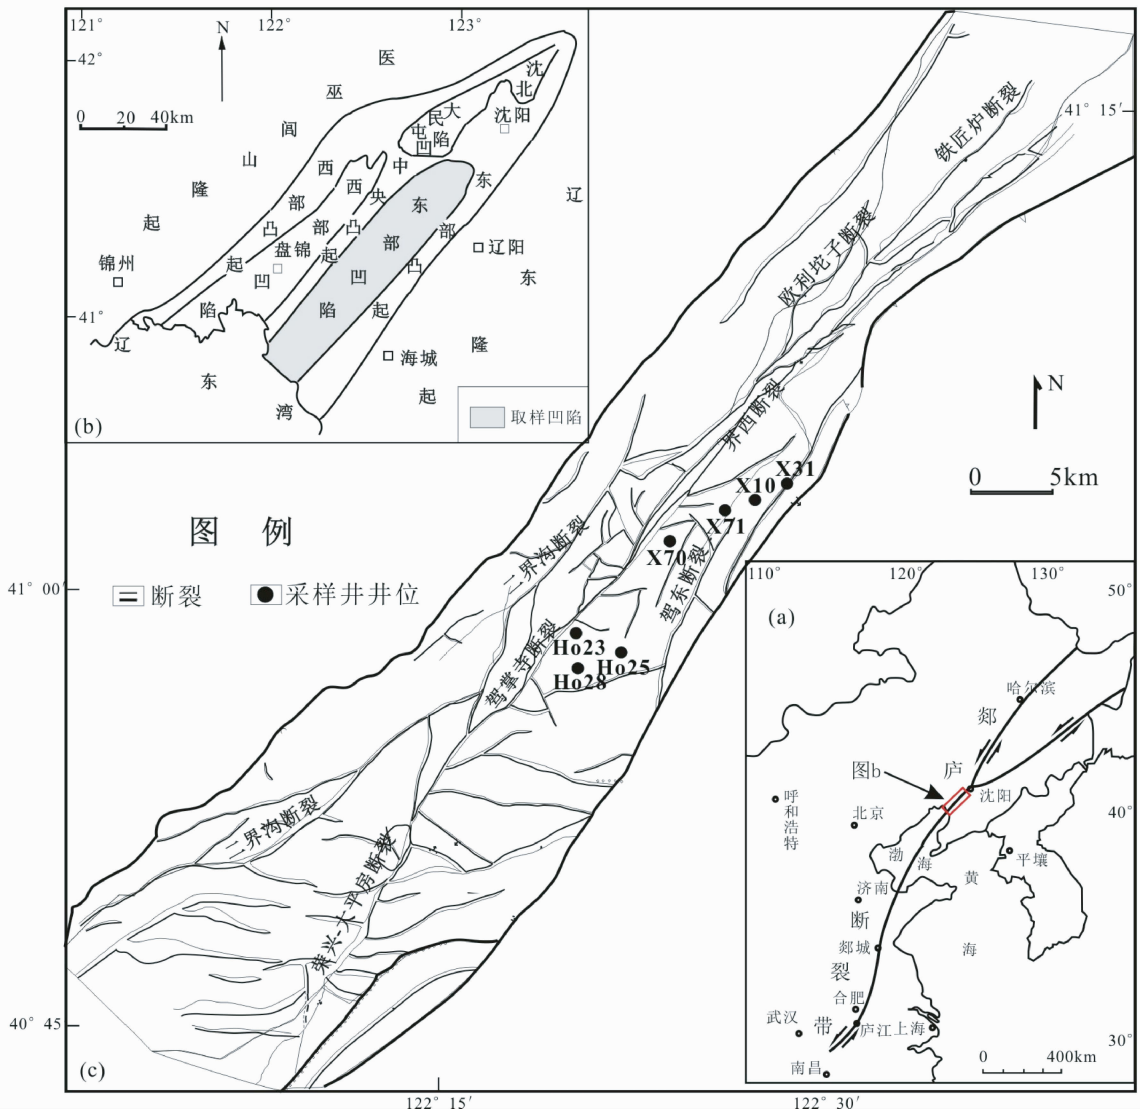 121°
122°
123°
42°
41°
N
0 20 40km
医
巫
闾
山
隆
起
锦州
西
部
凸
起
西
部
凹
陷
盘锦
中
央
凸
起
大
民
屯
凹
陷
沈
北
沈阳
东
部
凹
陷
东
部
凸
起
辽阳
海城
辽
东
隆
起
辽
东
湾
取样凹陷
(b)
41° 15′
铁匠炉断裂
欧利坨子断裂
界西断裂
N
0 5km
X31
X10
X71
X70
图 例
断裂
采样井井位
41° 00′
二界沟断裂
驾东断裂
驾掌寺断裂
Ho23
Ho25
Ho28
二界沟断裂
荣兴-大平房断裂
40° 45′
(c)
122° 15′
122° 30′
110°
120°
130°
50°
(a)
哈尔滨
郯
庐
图b
沈阳
呼和浩特
北京
40°
渤
海
平壤
黄
海
济南
断
郯城
裂
合肥
武汉
带
庐江
上海
30°
南昌
0 400km